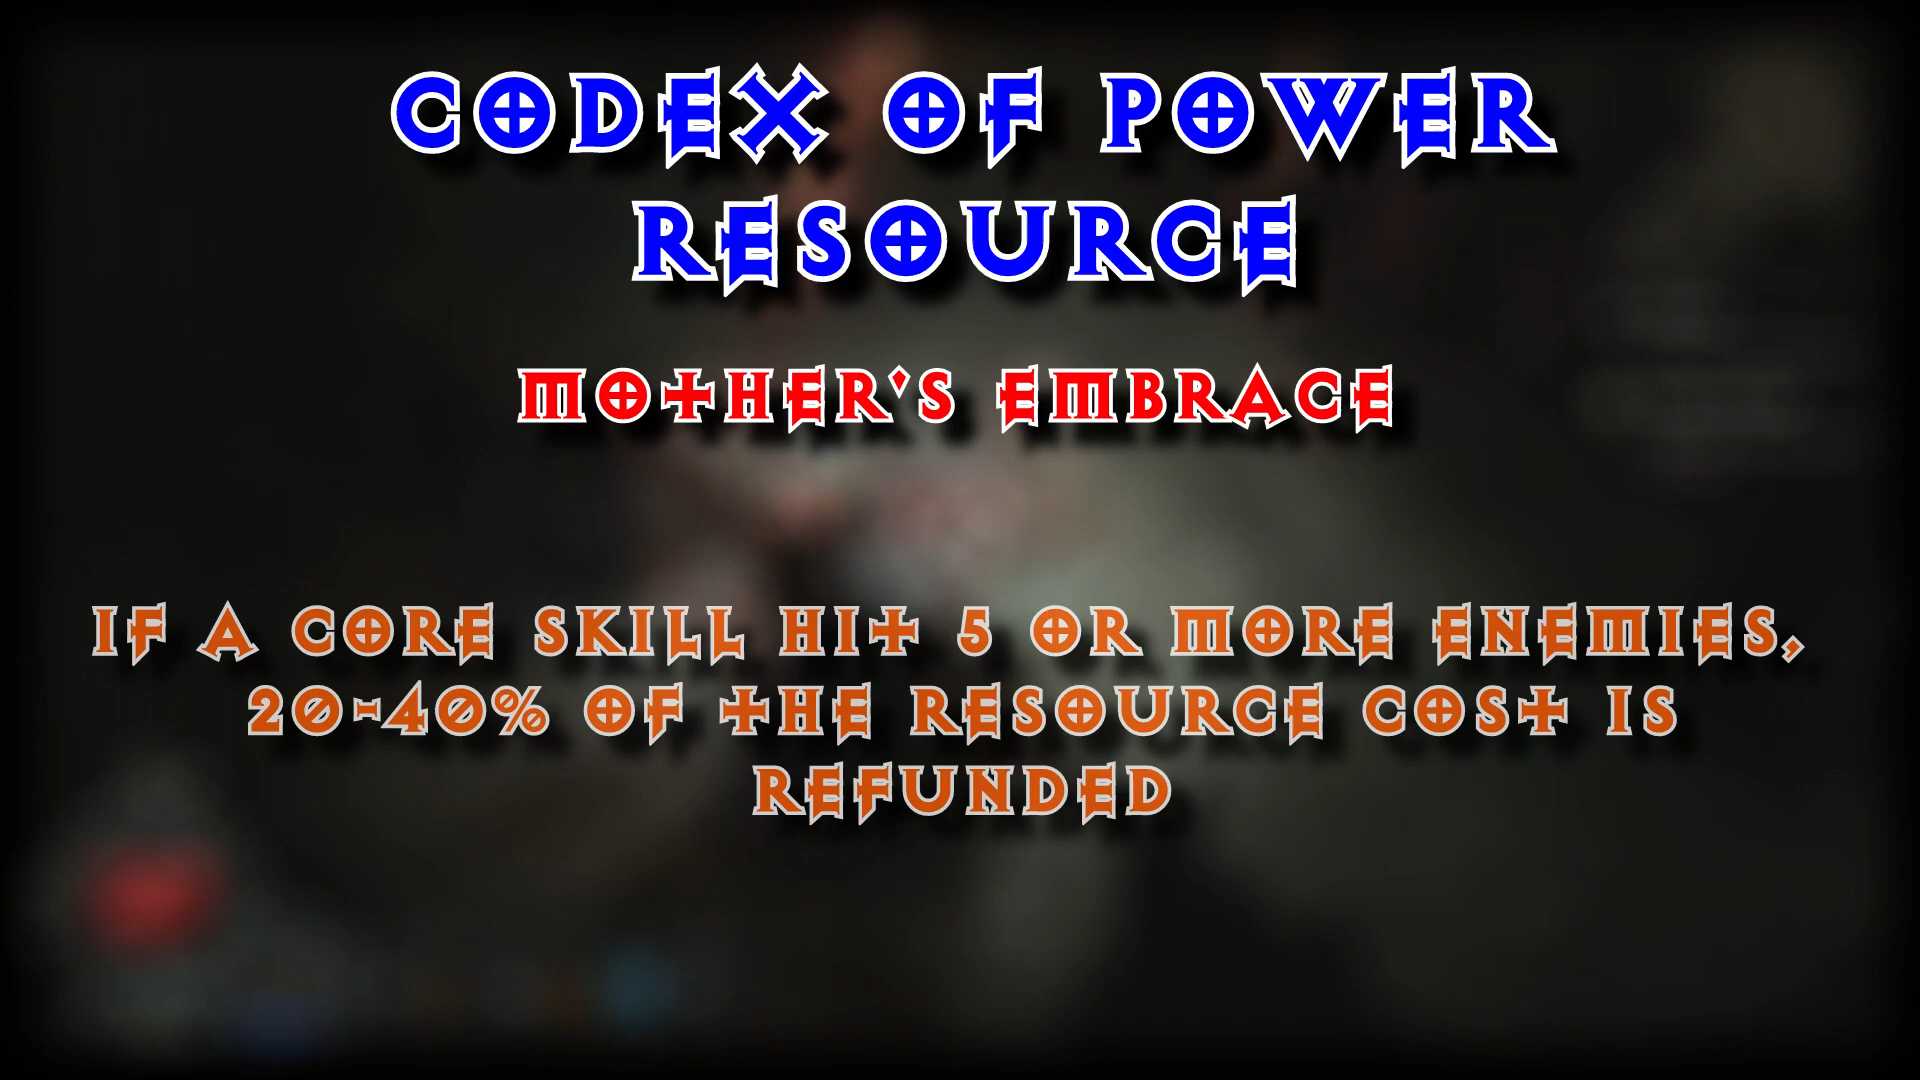 CODEX OF POWER
RESOURCE
MOTHER'S EMBRACE
IF A CORE SKILL HIT 5 OR MORE ENEMIES,
20-40% OF THE RESOURCE COST IS
REFUNDED